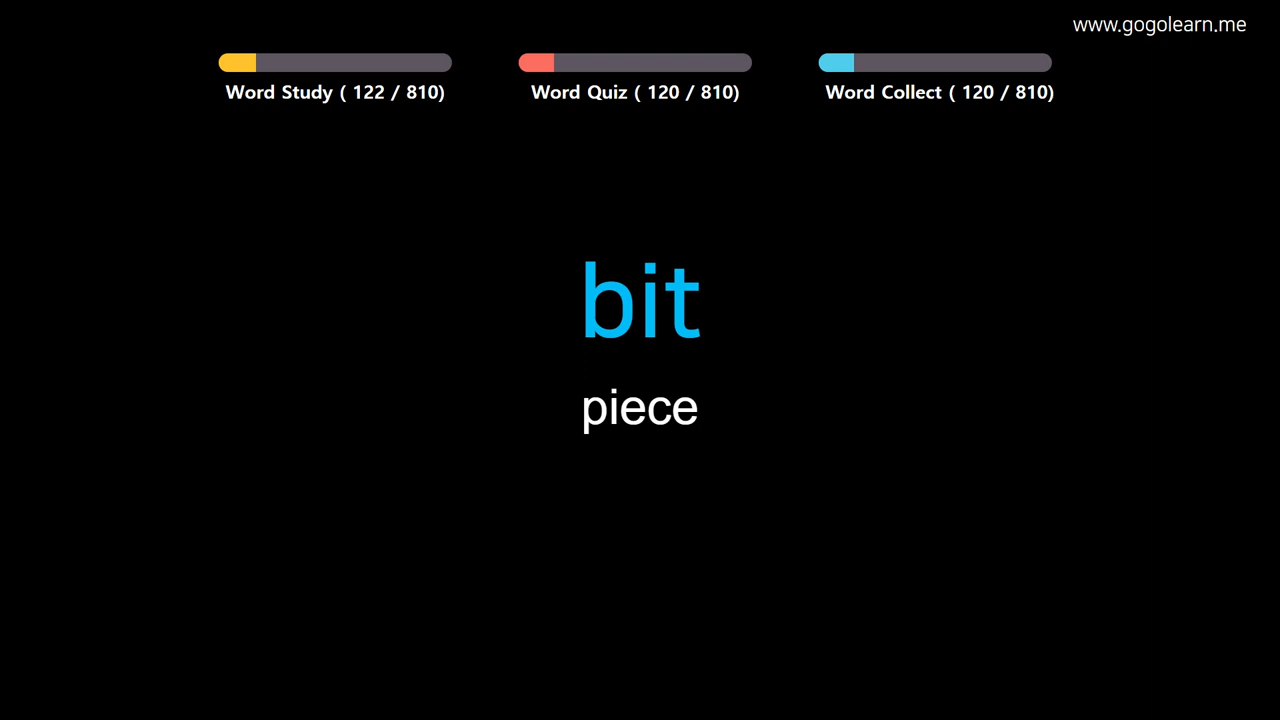 www.gogolearn.me
Word Study ( 122 / 810)
Word Quiz ( 120 / 810)
Word Collect ( 120 / 810)
bit
piece